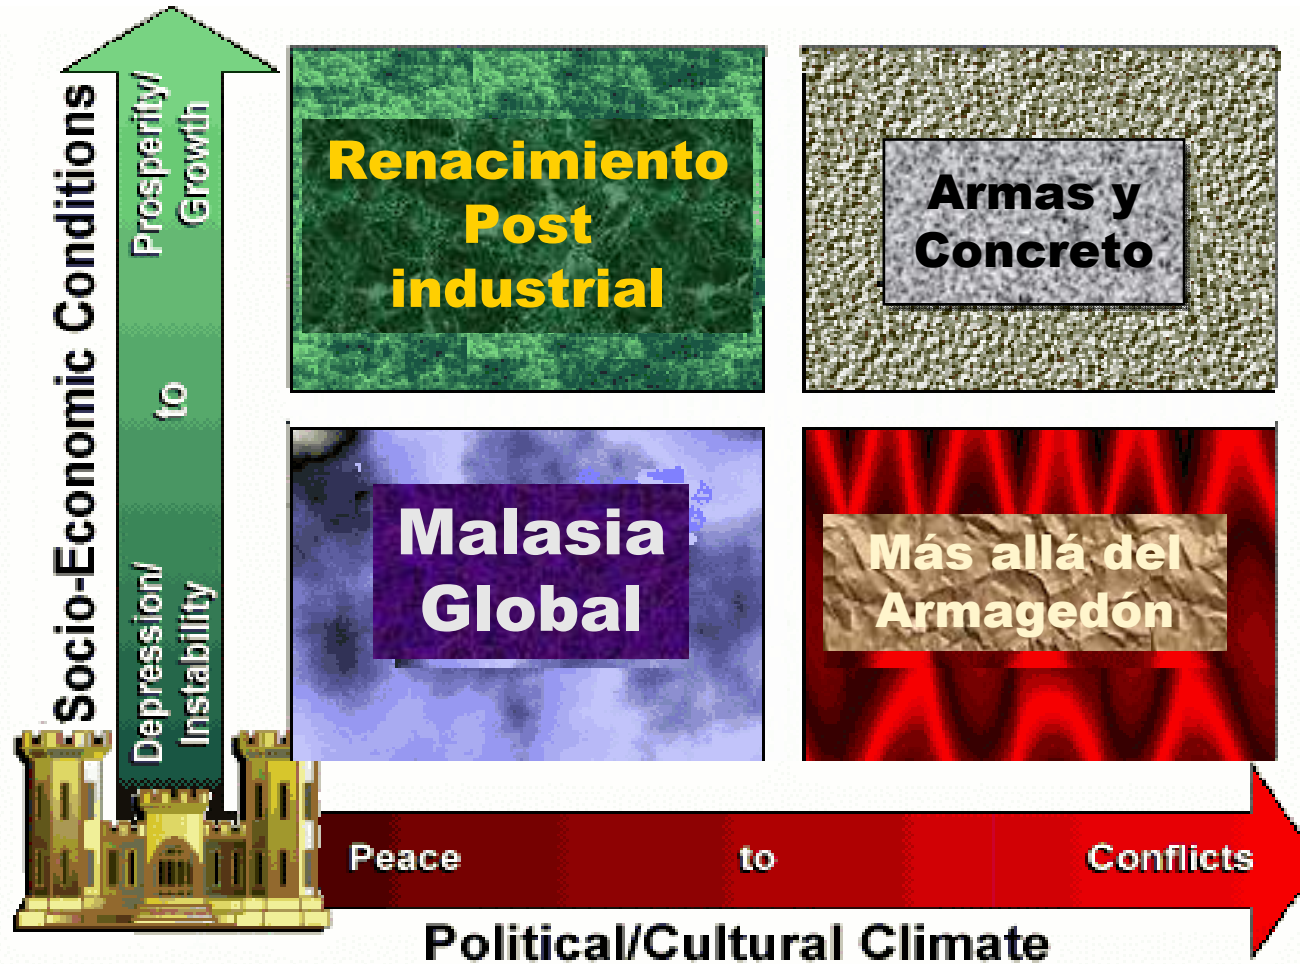 Socio-Economic Conditions
Prosperity/
Growth
to
Depression/
Instability
Renacimiento
Post
industrial
Armas y
Concreto
Malasia
Global
Más allá del
Armagedón
Peace to Conflicts
Political/Cultural Climate